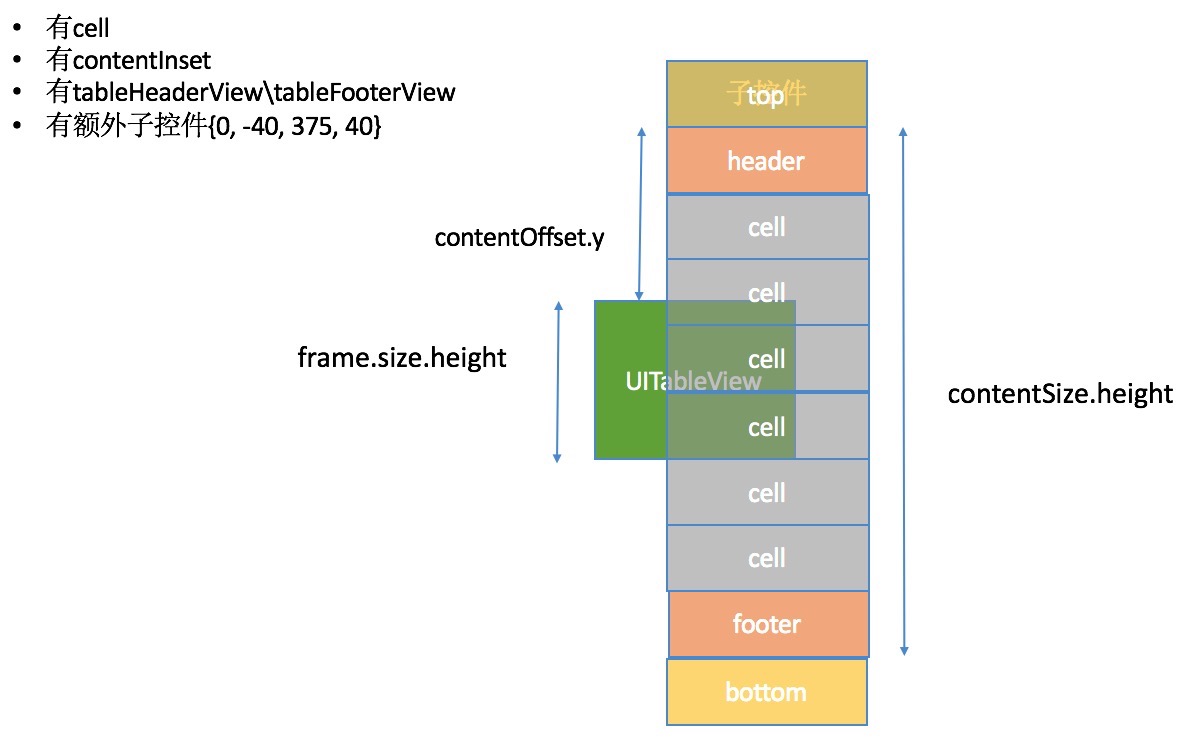 • 有cell
• 有contentInset
• 有tableHeaderView\tableFooterView
• 有额外子控件{0, -40, 375, 40}
子控件
top
header
cell
contentOffset.y
cell
frame.size.height
cell
UITableView
contentSize.height
cell
cell
cell
footer
bottom